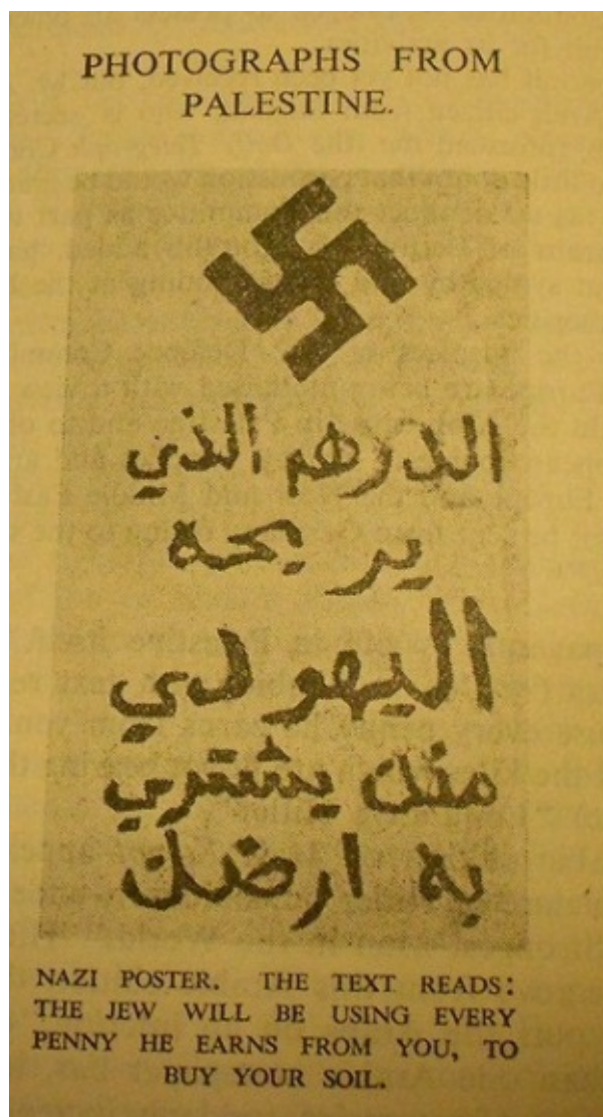 PHOTOGRAPHS FROM
PALESTINE.
الدرهم الذي
يربحه
اليهودي
منك يشتري
به ارضك
NAZI POSTER. THE TEXT READS:
THE JEW WILL BE USING EVERY
PENNY HE EARNS FROM YOU, TO
BUY YOUR SOIL.